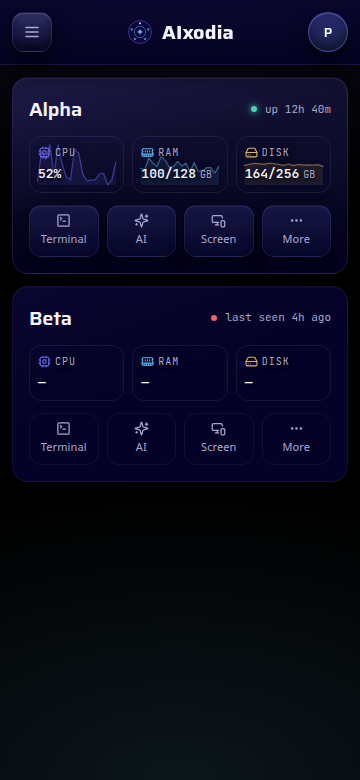 AIxodia
P
Alpha
up 12h 40m
CPU
RAM
DISK
52%
100/128 GB
164/256 GB
Terminal
AI
Screen
More
Beta
last seen 4h ago
CPU
RAM
DISK
—
—
—
Terminal
AI
Screen
More